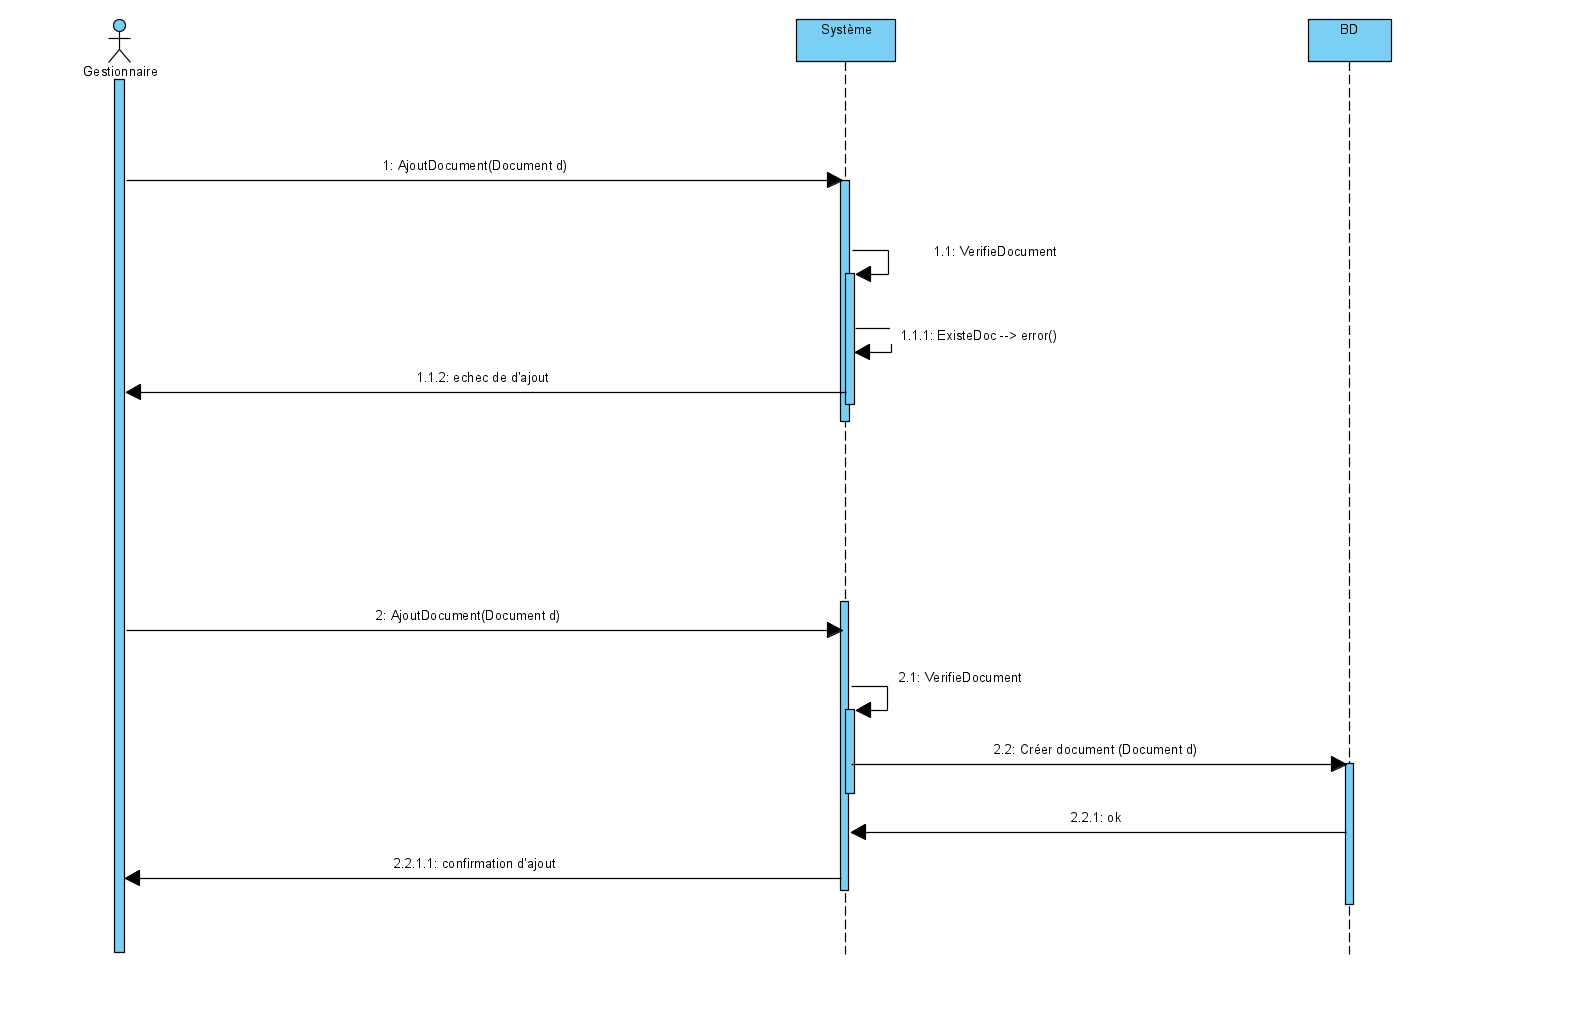 Système
BD
Gestionnaire
1: AjoutDocument(Document d)
1.1: VerifieDocument
1.1.1: ExisteDoc --> error()
1.1.2: echec de d'ajout
2: AjoutDocument(Document d)
2.1: VerifieDocument
2.2: Créer document (Document d)
2.2.1: ok
2.2.1.1: confirmation d'ajout